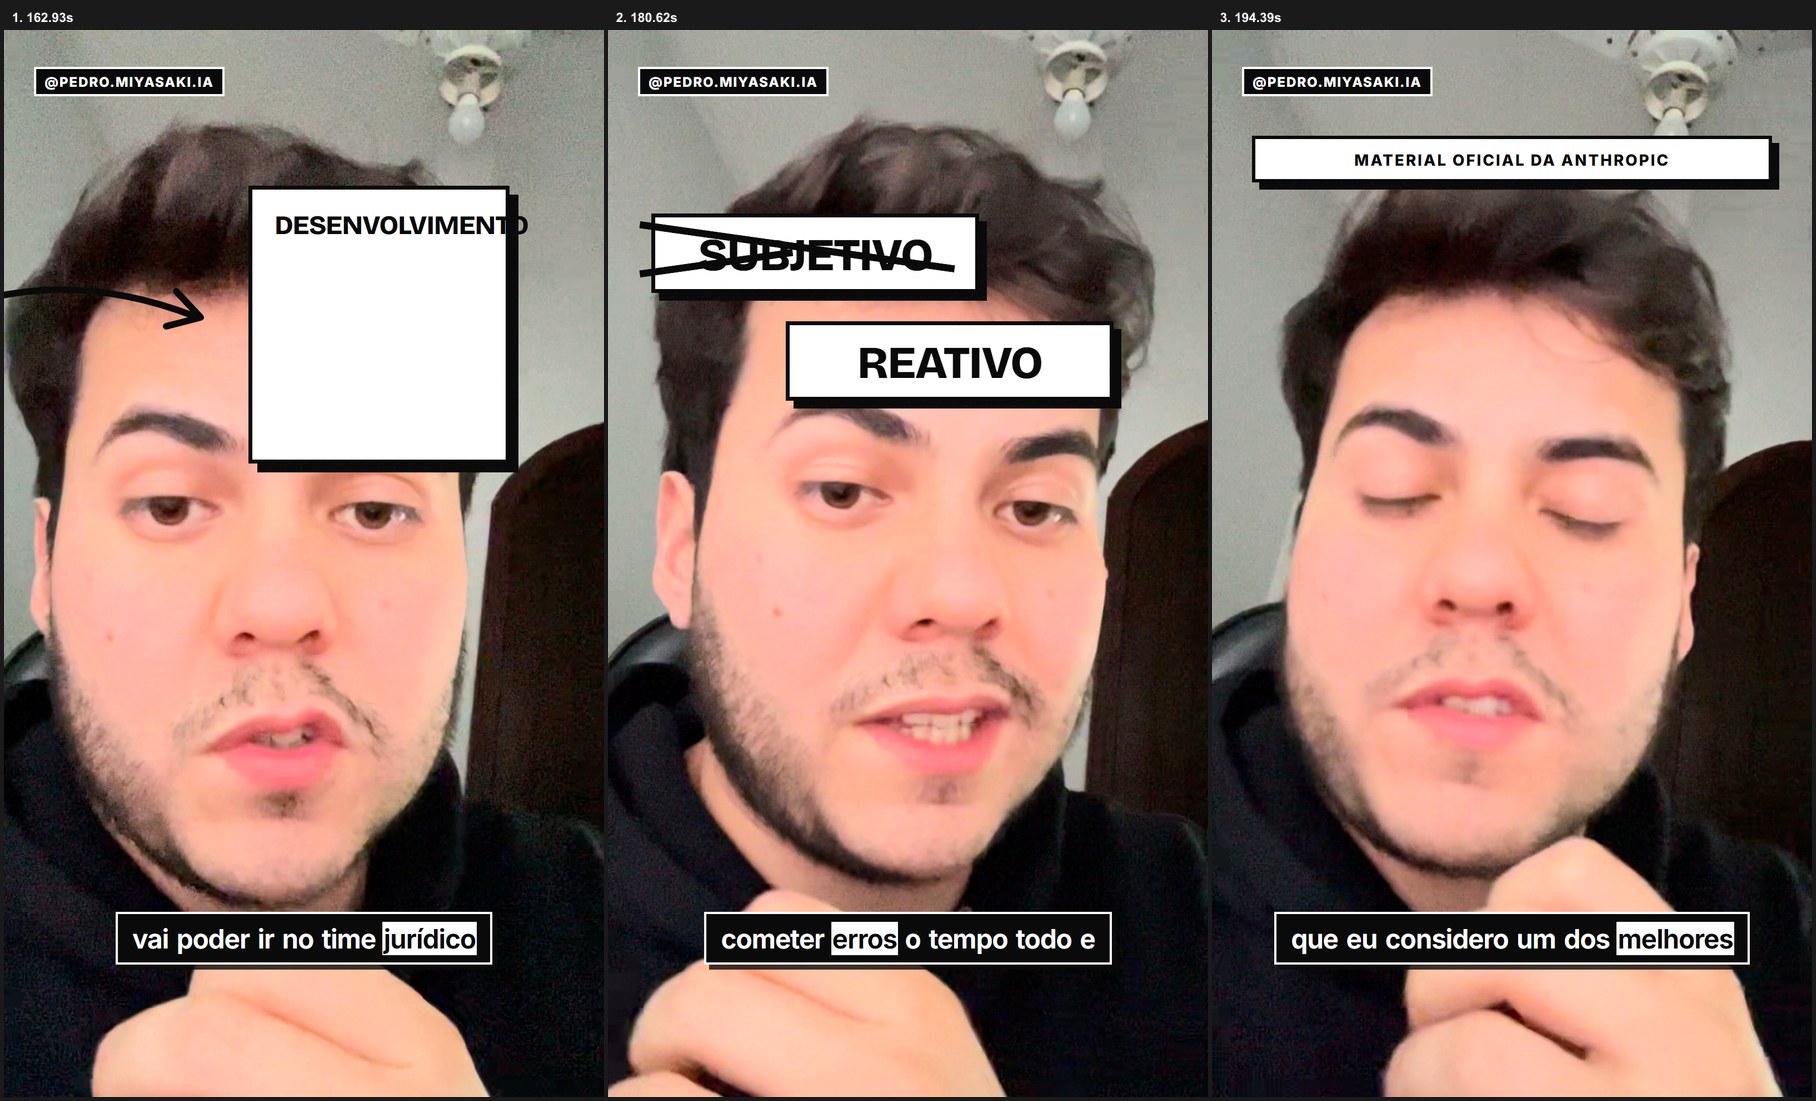 1. 162.93s
@PEDRO.MIYASAKI.IA
DESENVOLVIMENTO
vai poder ir no time jurídico
2. 180.62s
@PEDRO.MIYASAKI.IA
SUBJETIVO
REATIVO
cometer erros o tempo todo e
3. 194.39s
@PEDRO.MIYASAKI.IA
MATERIAL OFICIAL DA ANTHROPIC
que eu considero um dos melhores